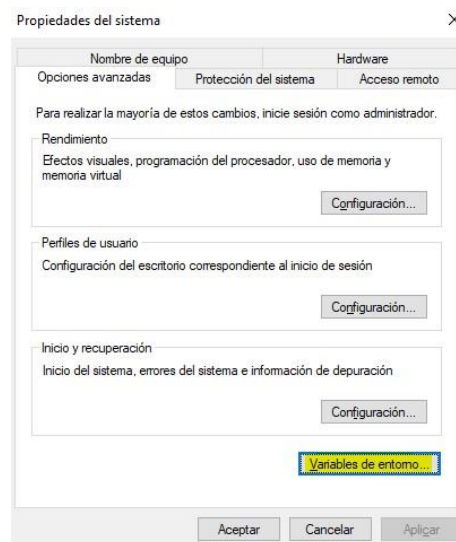 Propiedades del sistema
Nombre de equipo
Hardware
Opciones avanzadas
Protección del sistema
Acceso remoto
Para realizar la mayoría de estos cambios, inicie sesión como administrador.
Rendimiento
Efectos visuales, programación del procesador, uso de memoria y
memoria virtual
Configuración...
Perfiles de usuario
Configuración del escritorio correspondiente al inicio de sesión
Configuración...
Inicio y recuperación
Inicio del sistema, errores del sistema e información de depuración
Configuración...
Variables de entorno...
Aceptar
Cancelar
Aplicar